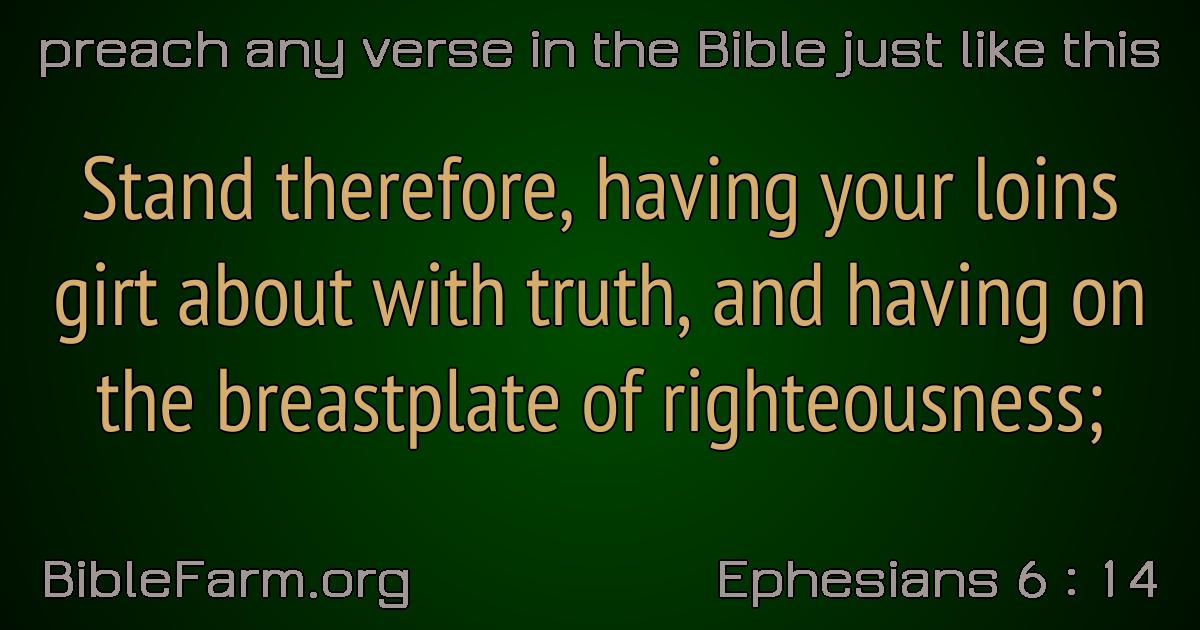 preach any verse in the Bible just like this
Stand therefore, having your loins
girt about with truth, and having on
the breastplate of righteousness;
BibleFarm.org
Ephesians 6 : 14